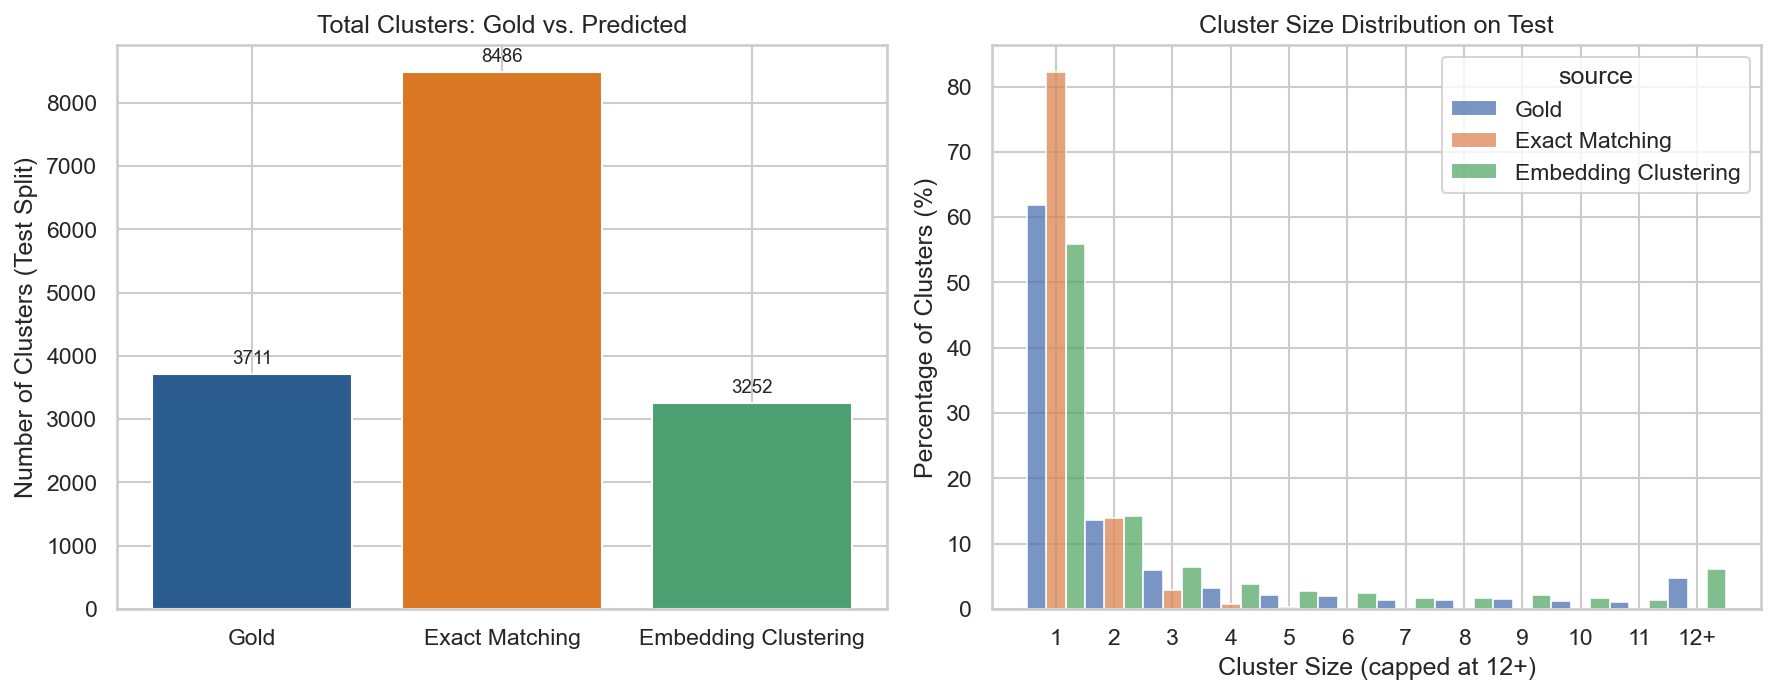 Total Clusters: Gold vs. Predicted
Number of Clusters (Test Split)
8000
7000
6000
5000
4000
3000
2000
1000
0
3711
8486
3252
Gold
Exact Matching
Embedding Clustering
Cluster Size Distribution on Test
Percentage of Clusters (%)
80
70
60
50
40
30
20
10
0
source
Gold
Exact Matching
Embedding Clustering
1 2 3 4 5 6 7 8 9 10 11 12+
Cluster Size (capped at 12+)